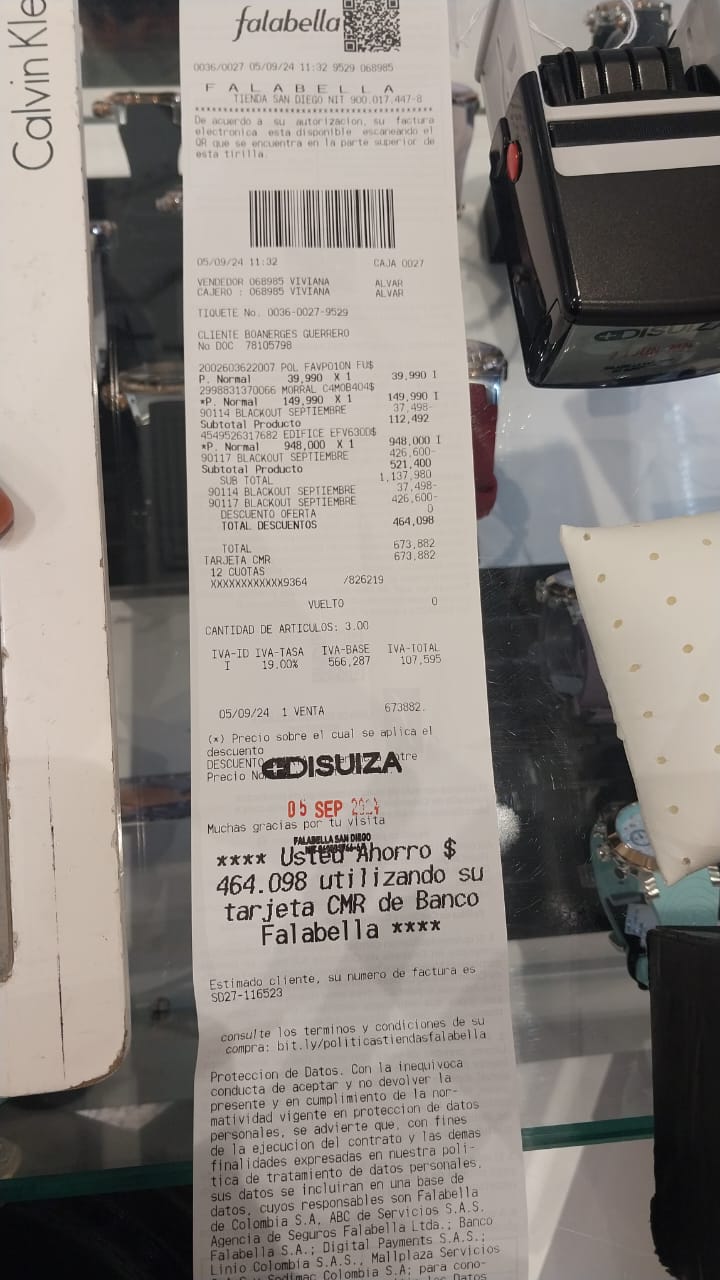 Calvin Kle
falabella
0036/0027 05/09/24 11:32 9529 068985
F A L A B E L L A
TIENDA SAN DIEGO NIT 900.017.447-8
De acuerdo a su autorizacion, su factura
electronica esta disponible escaneando el
QR que se encuentra en la parte superior de
esta tirilla.
05/09/24 11:32 CAJA 0027
VENDEDOR 068985 VIVIANA ALVAR
CAJERO : 068985 VIVIANA ALVAR
TIQUETE No. 0036-0027-9529
CLIENTE BOANERGES GUERRERO
No DOC 78105798
2002603622007 POL FAVPO1ON FU$
P. Normal 39,990 X 1 39,990 I
2998831370066 MORRAL C4MOB404$
*P. Normal 149,990 X 1 149,990 I
90114 BLACKOUT SEPTIEMBRE 37,498-
Subtotal Producto 112,492
4549526317682 EDIFICE EFV630D$
*P. Normal 948,000 X 1 948,000 I
90117 BLACKOUT SEPTIEMBRE 426,600-
Subtotal Producto 521,400
SUB TOTAL 1,137,980
90114 BLACKOUT SEPTIEMBRE 37,498-
90117 BLACKOUT SEPTIEMBRE 426,600-
DESCUENTO OFERTA 0
TOTAL DESCUENTOS 464,098
TOTAL 673,882
TARJETA CMR 673,882
12 CUOTAS
XXXXXXXXXXXX9364 /826219
VUELTO 0
CANTIDAD DE ARTICULOS: 3.00
IVA-ID IVA-TASA IVA-BASE IVA-TOTAL
I 19.00% 566,287 107,595
05/09/24 1 VENTA 673882.
(*) Precio sobre el cual se aplica el
descuento
DESCUENTO
Precio
DISUIZA
05 SEP 2024
Muchas gracias por tu visita
FALABELLA SAN DIEGO
**** Usted Ahorro $
464.098 utilizando su
tarjeta CMR de Banco
Falabella ****
Estimado cliente, su numero de factura es
SD27-116523
consulte los terminos y condiciones de su
compra: bit.ly/politicastiendasfalabella
Proteccion de Datos. Con la inequivoca
conducta de aceptar y no devolver la
presente y en cumplimiento de la nor-
matividad vigente en proteccion de datos
personales, se advierte que, con fines
de la ejecucion del contrato y las demas
finalidades expresadas en nuestra poli-
tica de tratamiento de datos personales,
sus datos se incluiran en una base de
datos, cuyos responsables son Falabella
de Colombia S.A, ABC de Servicios S.A.S.
Agencia de Seguros Falabella Ltda.; Banco
Falabella S.A.; Digital Payments S.A.S.;
Linio Colombia S.A.S., Mallplaza Servicios
S.A.S y Sodimac Colombia S.A; para cono-
DISUIZA